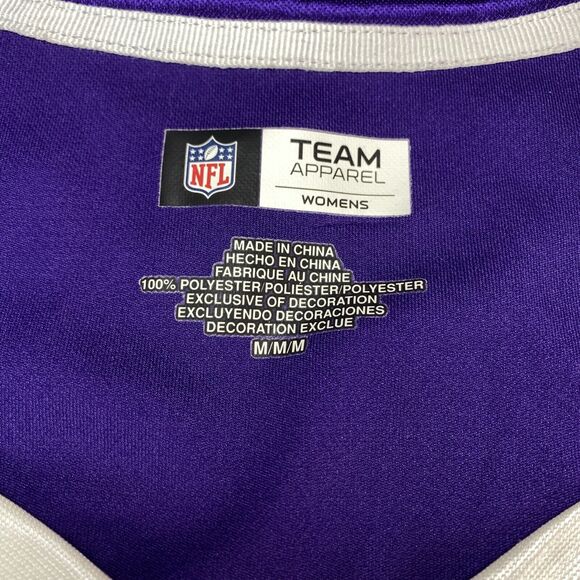 NFL
TEAM
APPAREL
WOMENS
MADE IN CHINA
HECHO EN CHINA
FABRIQUE AU CHINE
100% POLYESTER/POLIÉSTER/POLYESTER
EXCLUSIVE OF DECORATION
EXCLUYENDO DECORACIONES
DECORATION EXCLUE
M/M/M